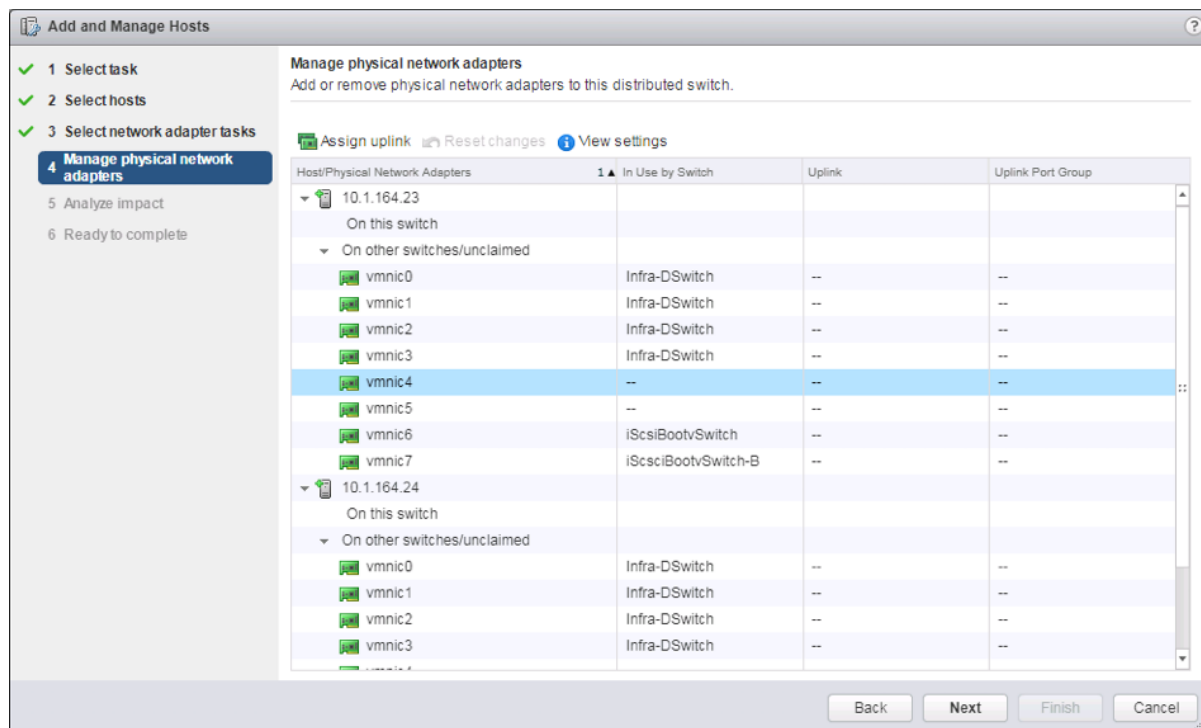 Add and Manage Hosts
?
1 Select task
2 Select hosts
3 Select network adapter tasks
4 Manage physical network
adapters
5 Analyze impact
6 Ready to complete
Manage physical network adapters
Add or remove physical network adapters to this distributed switch.
Assign uplink Reset changes View settings
Host/Physical Network Adapters 1 ▲ In Use by Switch Uplink Uplink Port Group
10.1.164.23
On this switch
On other switches/unclaimed
vmnic0 Infra-DSwitch -- --
vmnic1 Infra-DSwitch -- --
vmnic2 Infra-DSwitch -- --
vmnic3 Infra-DSwitch -- --
vmnic4 -- -- --
vmnic5 -- -- --
vmnic6 iScsiBootvSwitch -- --
vmnic7 iScsciBootvSwitch-B -- --
10.1.164.24
On this switch
On other switches/unclaimed
vmnic0 Infra-DSwitch -- --
vmnic1 Infra-DSwitch -- --
vmnic2 Infra-DSwitch -- --
vmnic3 Infra-DSwitch -- --
Back Next Finish Cancel